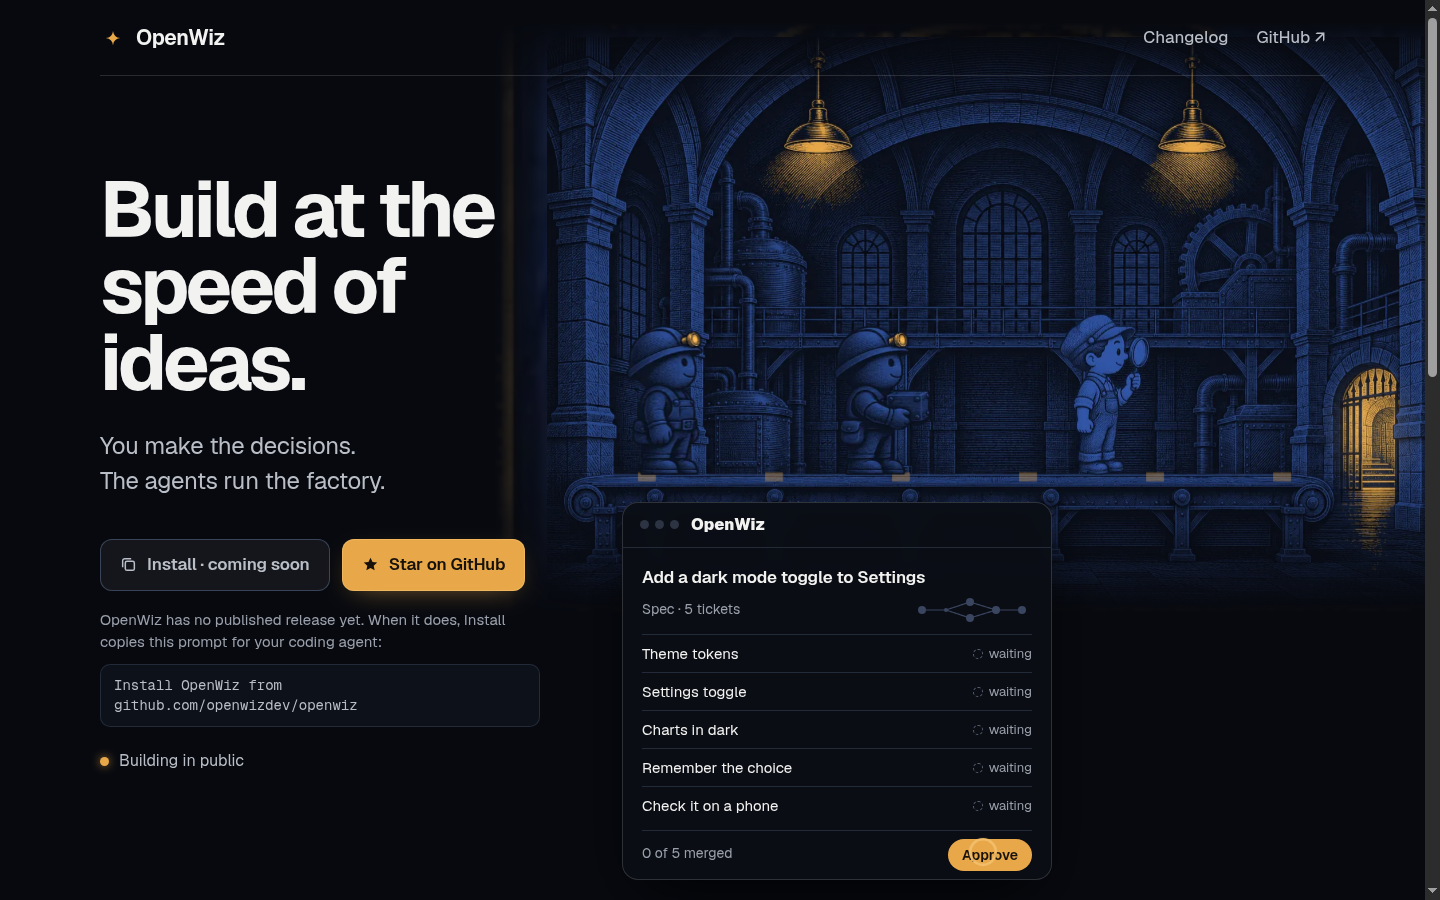 OpenWiz
Changelog
GitHub ↗
Build at the
speed of
ideas.
You make the decisions.
The agents run the factory.
Install · coming soon
Star on GitHub
OpenWiz has no published release yet. When it does, Install
copies this prompt for your coding agent:
Install OpenWiz from
github.com/openwizdev/openwiz
Building in public
OpenWiz
Add a dark mode toggle to Settings
Spec · 5 tickets
Theme tokens waiting
Settings toggle waiting
Charts in dark waiting
Remember the choice waiting
Check it on a phone waiting
0 of 5 merged
Approve